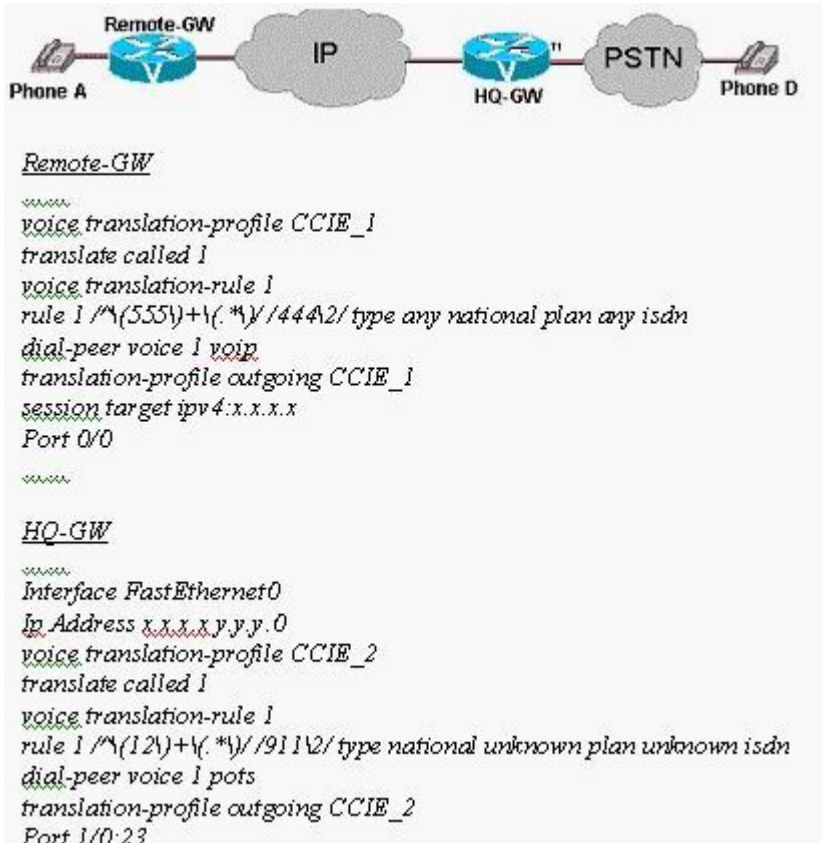 Remote-GW
IP
T1
PSTN
Phone A
HQ-GW
Phone D
Remote-GW
......
voice translation-profile CCIE_1
translate called 1
voice translation-rule 1
rule 1 /^\(555\)+\(.*\)/ /444\2/ type any national plan any isdn
dial-peer voice 1 voip
translation-profile outgoing CCIE_1
session target ipv4:x.x.x.x
Port 0/0
......
HQ-GW
......
Interface FastEthernet0
Ip Address x.x.x.x y.y.y.0
voice translation-profile CCIE_2
translate called 1
voice translation-rule 1
rule 1 /^\(12\)+\(.*\)/ /911\2/ type national unknown plan unknown isdn
dial-peer voice 1 pots
translation-profile outgoing CCIE_2
Port 1/0:23